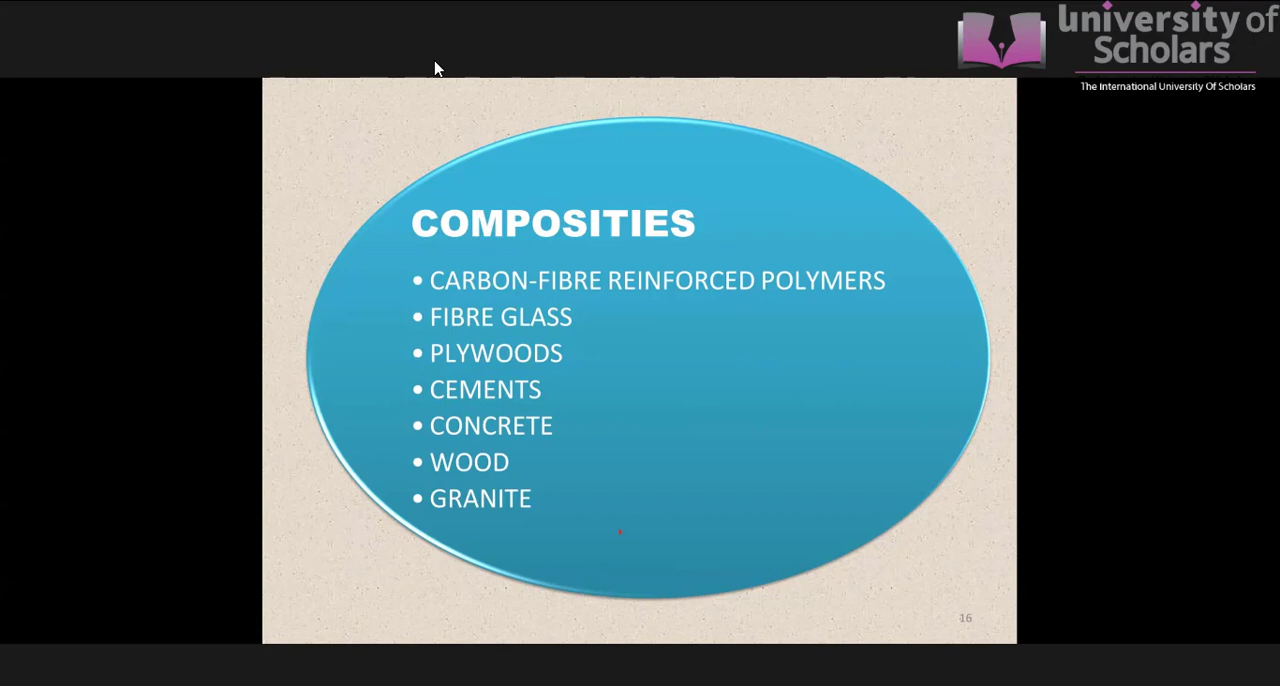 university of
Scholars
The International University Of Scholars
COMPOSITIES
• CARBON-FIBRE REINFORCED POLYMERS
• FIBRE GLASS
• PLYWOODS
• CEMENTS
• CONCRETE
• WOOD
• GRANITE
16